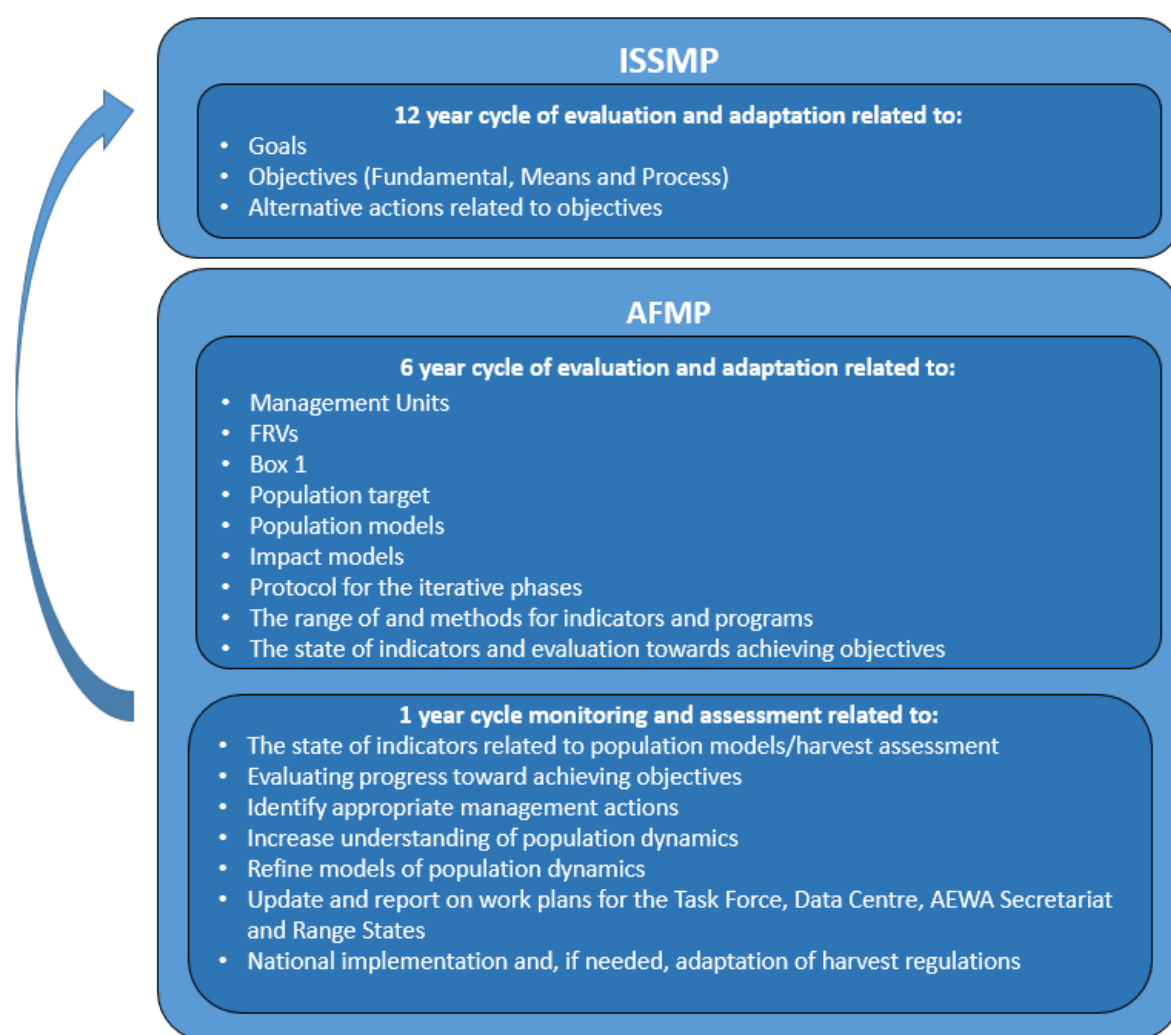 ISSMP
12 year cycle of evaluation and adaptation related to:
• Goals
• Objectives (Fundamental, Means and Process)
• Alternative actions related to objectives
AFMP
6 year cycle of evaluation and adaptation related to:
• Management Units
• FRVs
• Box 1
• Population target
• Population models
• Impact models
• Protocol for the iterative phases
• The range of and methods for indicators and programs
• The state of indicators and evaluation towards achieving objectives
1 year cycle monitoring and assessment related to:
• The state of indicators related to population models/harvest assessment
• Evaluating progress toward achieving objectives
• Identify appropriate management actions
• Increase understanding of population dynamics
• Refine models of population dynamics
• Update and report on work plans for the Task Force, Data Centre, AEWA Secretariat
and Range States
• National implementation and, if needed, adaptation of harvest regulations